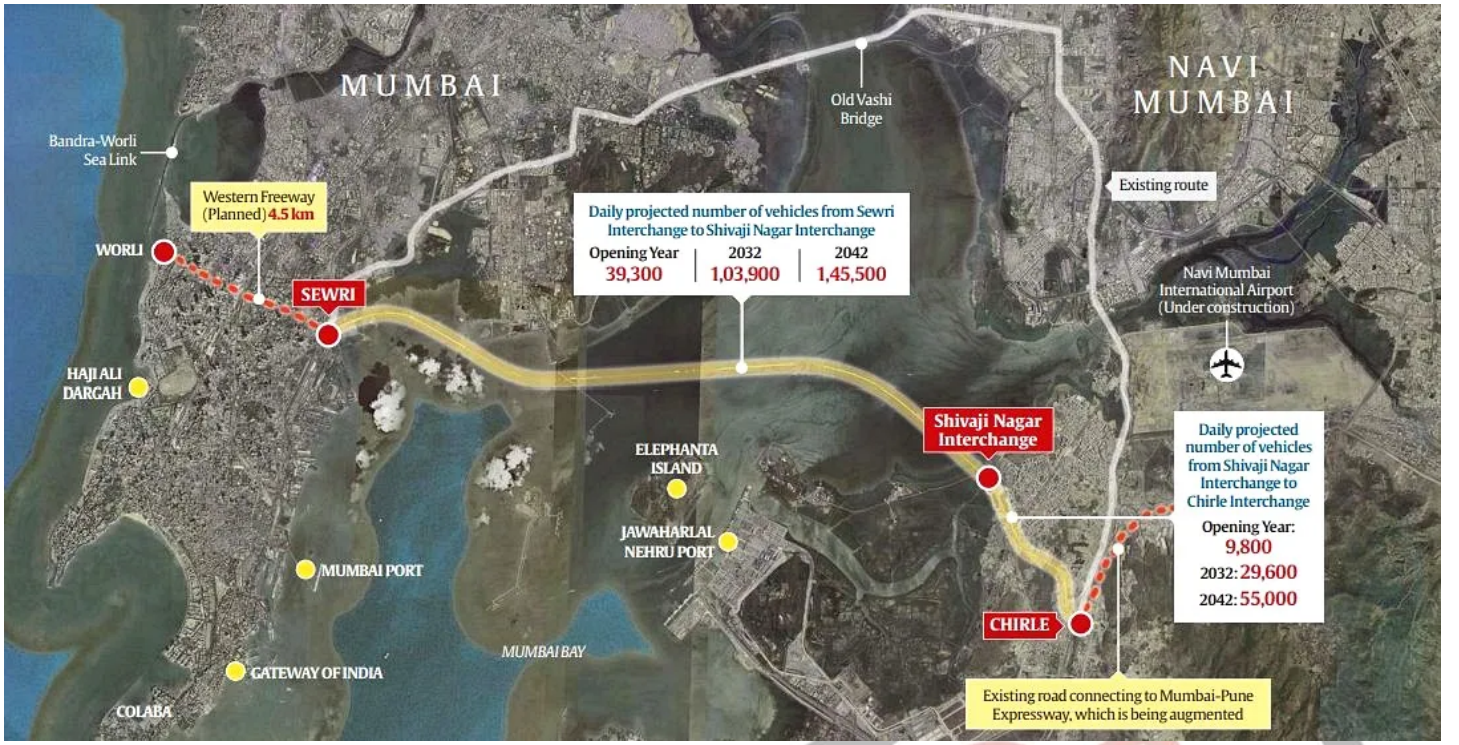 MUMBAI
NAVI
MUMBAI
Old Vashi
Bridge
Bandra-Worli
Sea Link
Existing route
Western Freeway
(Planned) 4.5 km
Daily projected number of vehicles from Sewri
Interchange to Shivaji Nagar Interchange
Opening Year 2032 2042
39,300 1,03,900 1,45,500
WORLI
SEWRI
Navi Mumbai
International Airport
(Under construction)
HAJI ALI
DARGAH
Shivaji Nagar
Interchange
Daily projected
number of vehicles
from Shivaji Nagar
Interchange to
Chirle Interchange
Opening Year:
9,800
2032: 29,600
2042: 55,000
ELEPHANTA
ISLAND
JAWAHARLAL
NEHRU PORT
MUMBAI PORT
CHIRLE
MUMBAI BAY
GATEWAY OF INDIA
COLABA
Existing road connecting to Mumbai-Pune
Expressway, which is being augmented